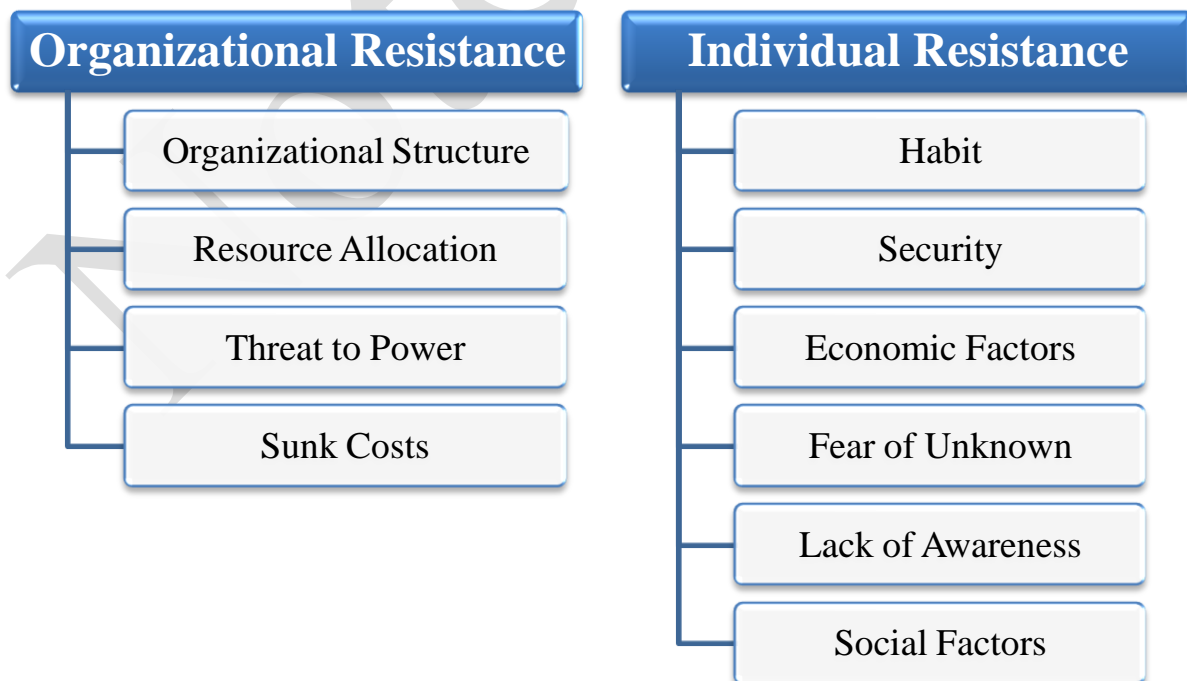 Organizational Resistance
Organizational Structure
Resource Allocation
Threat to Power
Sunk Costs
Individual Resistance
Habit
Security
Economic Factors
Fear of Unknown
Lack of Awareness
Social Factors